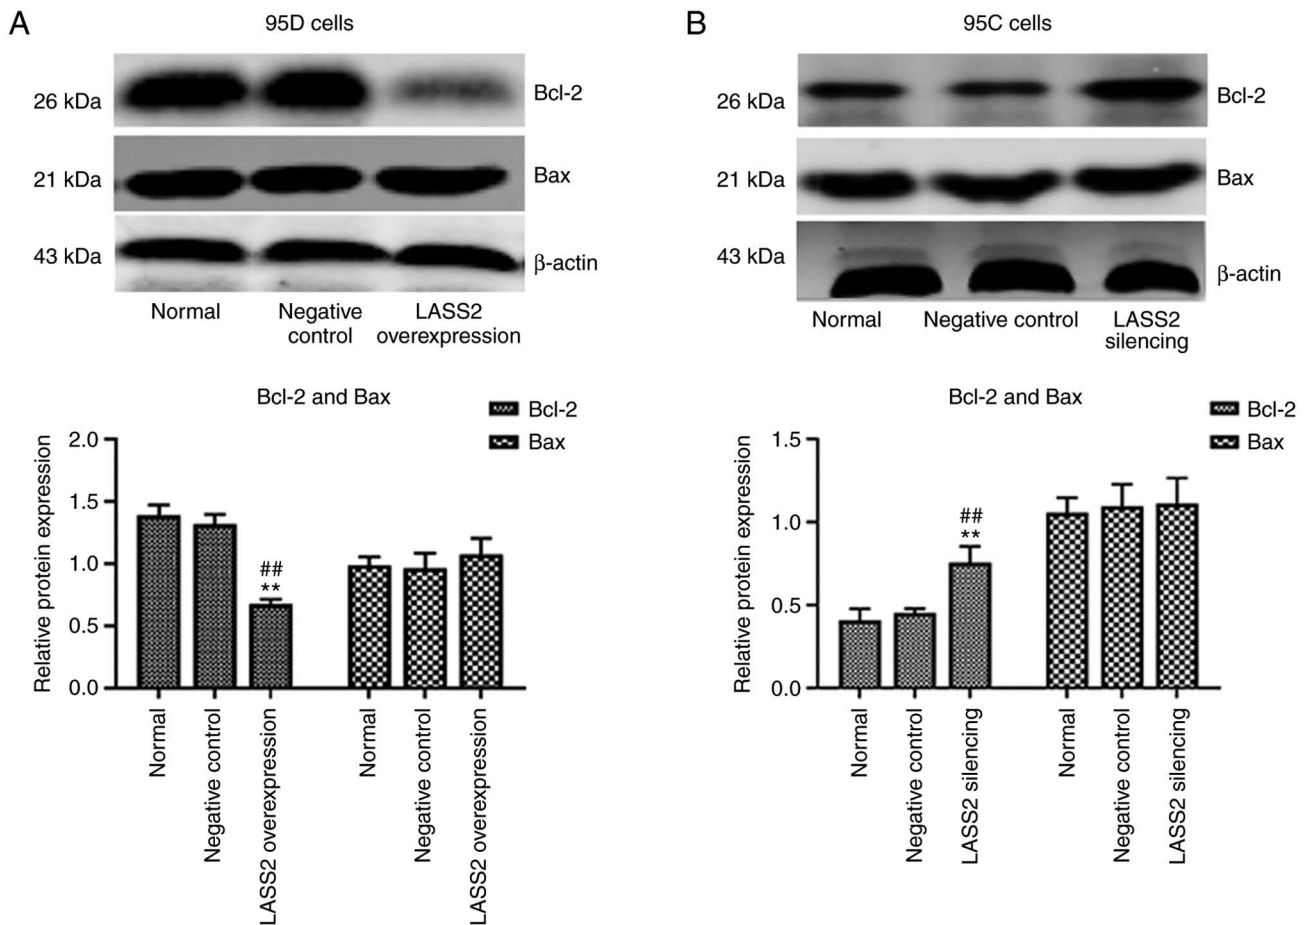 A
95D cells
26 kDa
Bcl-2
21 kDa
Bax
43 kDa
β-actin
Normal
Negative
control
LASS2
overexpression
Bcl-2 and Bax
Bcl-2
Bax
Relative protein expression
2.0
1.5
1.0
0.5
0.0
##
**
Normal
Negative control
LASS2 overexpression
Normal
Negative control
LASS2 overexpression
B
95C cells
26 kDa
Bcl-2
21 kDa
Bax
43 kDa
β-actin
Normal
Negative control
LASS2
silencing
Bcl-2 and Bax
Bcl-2
Bax
Relative protein expression
1.5
1.0
0.5
0.0
##
**
Normal
Negative control
LASS2 silencing
Normal
Negative control
LASS2 silencing